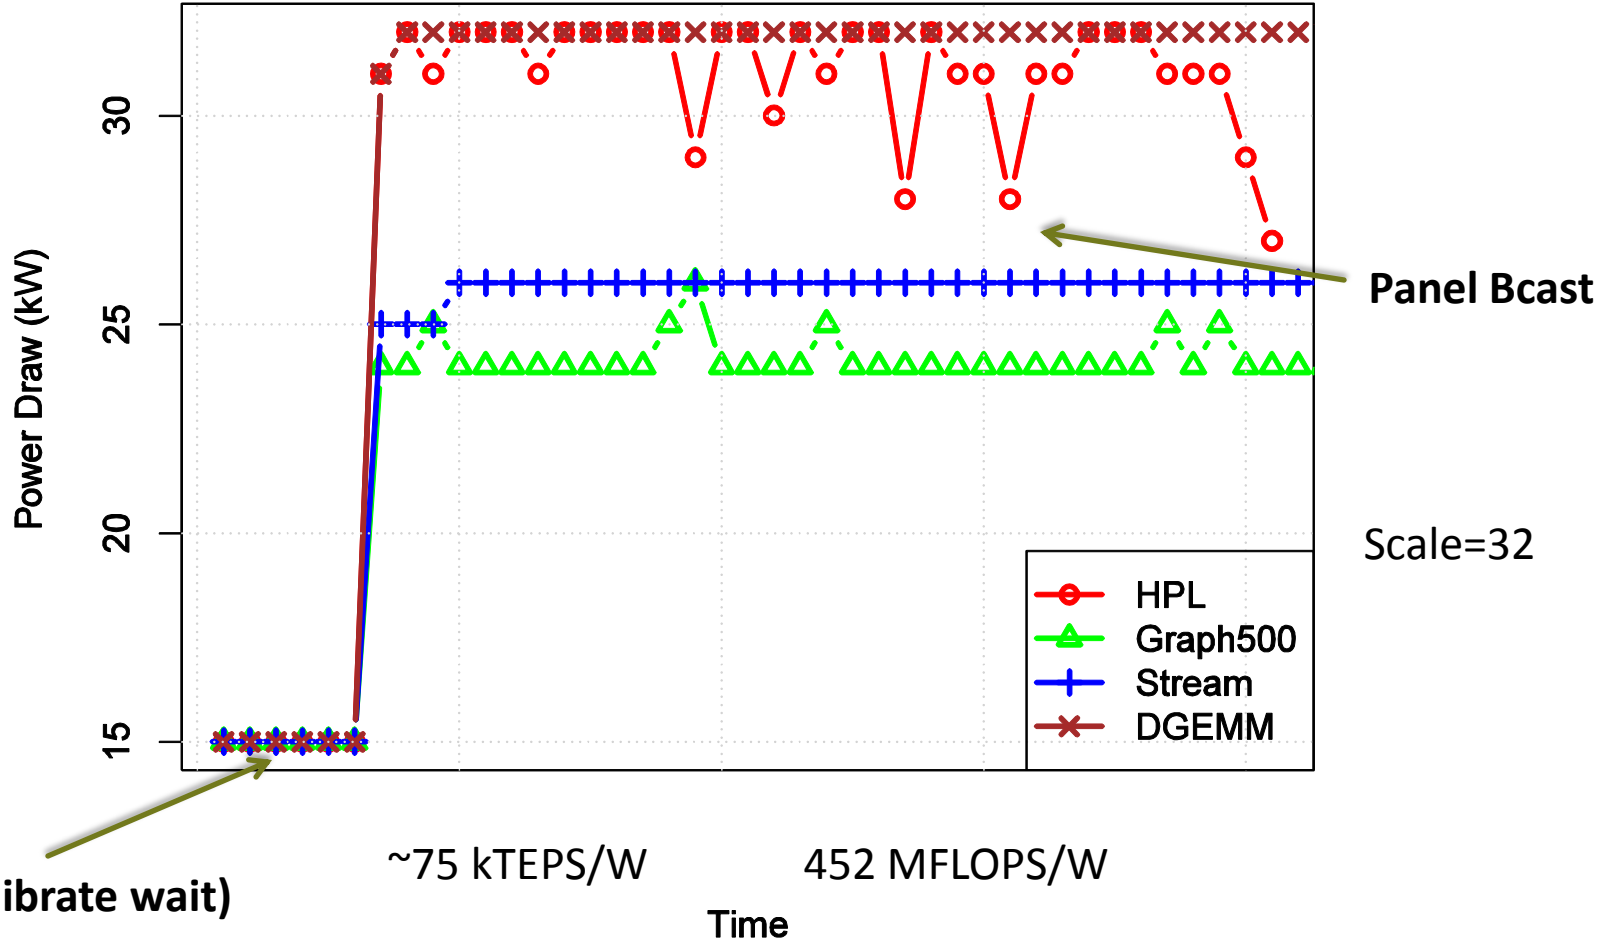 30
25
20
15
Power Draw (kW)
Panel Bcast
Scale=32
HPL
Graph500
Stream
DGEMM
~75 kTEPS/W
452 MFLOPS/W
ibrate wait)
Time